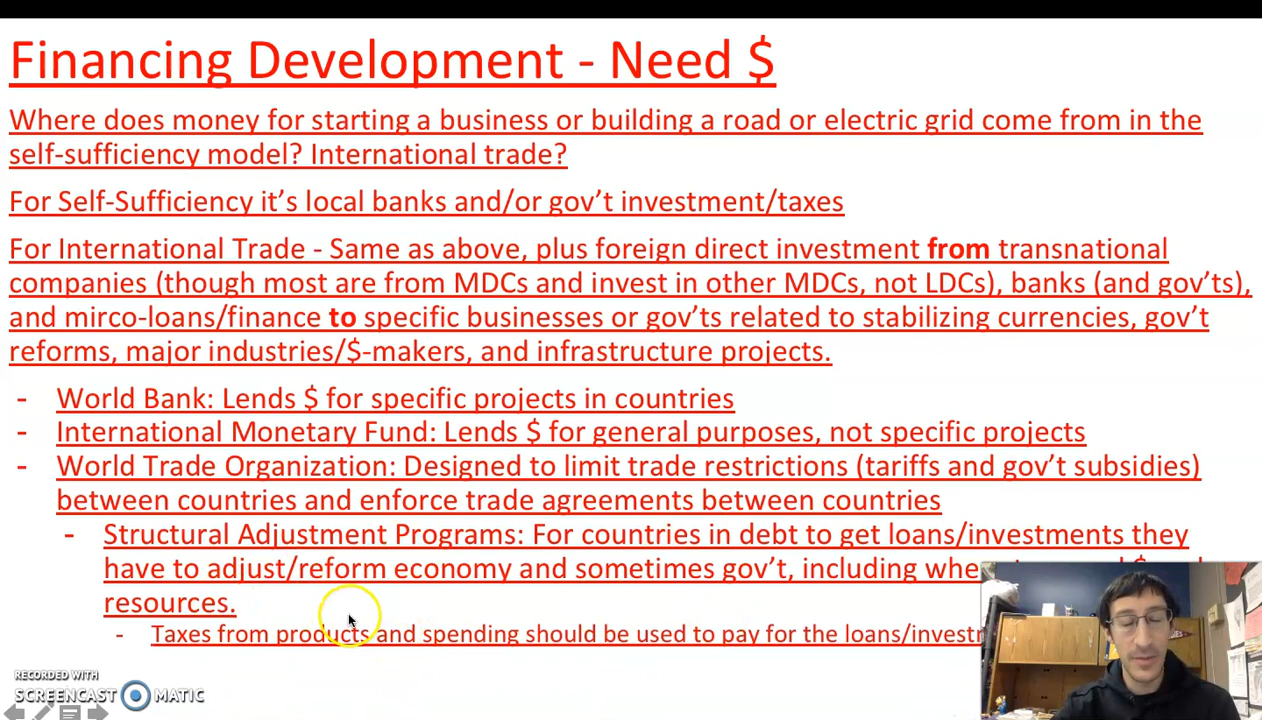 Financing Development - Need $
Where does money for starting a business or building a road or electric grid come from in the
self-sufficiency model? International trade?
For Self-Sufficiency it’s local banks and/or gov’t investment/taxes
For International Trade - Same as above, plus foreign direct investment from transnational
companies (though most are from MDCs and invest in other MDCs, not LDCs), banks (and gov’ts),
and mirco-loans/finance to specific businesses or gov’ts related to stabilizing currencies, gov’t
reforms, major industries/$-makers, and infrastructure projects.
- World Bank: Lends $ for specific projects in countries
- International Monetary Fund: Lends $ for general purposes, not specific projects
- World Trade Organization: Designed to limit trade restrictions (tariffs and gov’t subsidies)
between countries and enforce trade agreements between countries
- Structural Adjustment Programs: For countries in debt to get loans/investments they
have to adjust/reform economy and sometimes gov’t, including
resources.
- Taxes from products and spending should be used to pay for the
RECORDED WITH
SCREENCAST MATIC